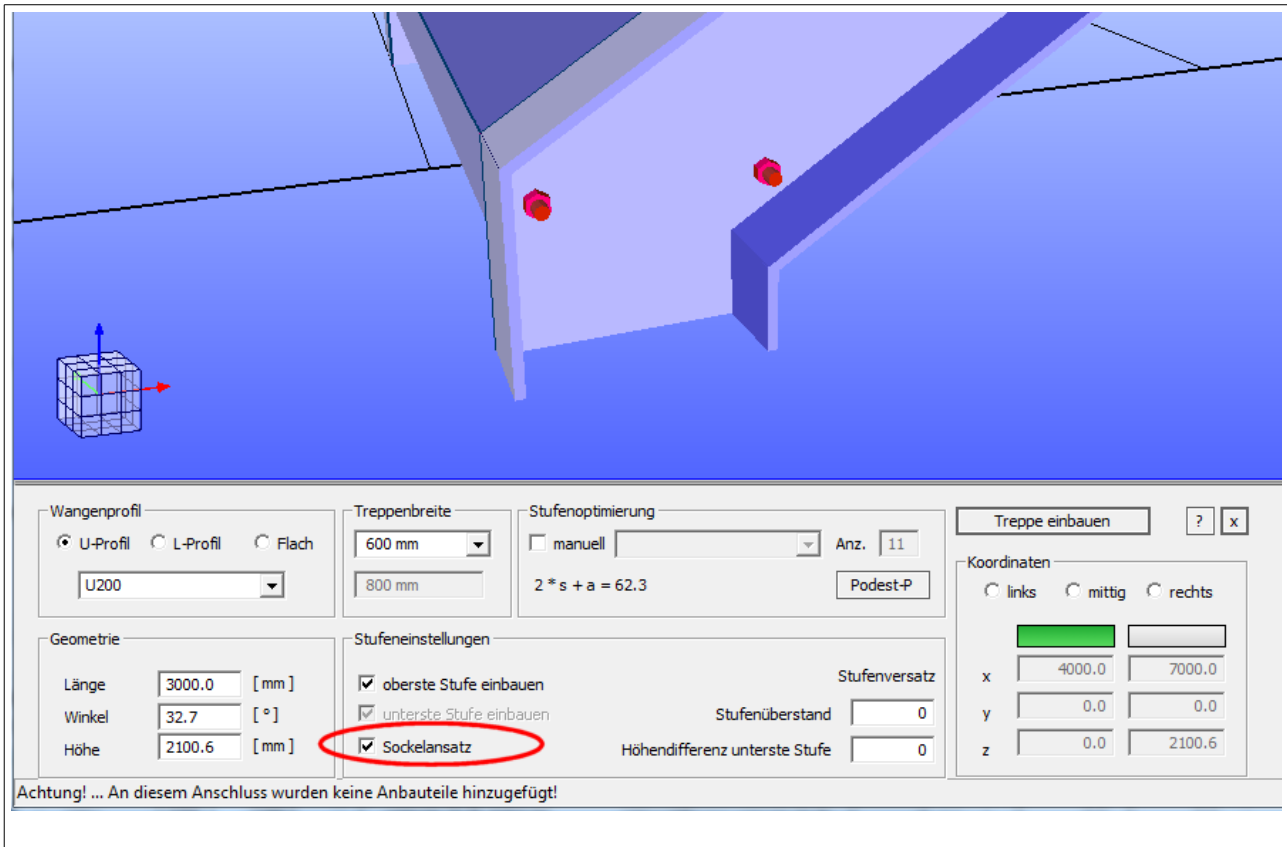 Wangenprofil
U-Profil L-Profil Flach
U200
Treppenbreite
600 mm
800 mm
Stufenoptimierung
manuell Anz. 11
2 * s + a = 62.3 Podest-P
Treppe einbauen ? x
Koordinaten
links mittig rechts
x 4000.0 7000.0
y 0.0 0.0
z 0.0 2100.6
Geometrie
Länge 3000.0 [mm]
Winkel 32.7 [°]
Höhe 2100.6 [mm]
Stufeneinstellungen
oberste Stufe einbauen
unterste Stufe einbauen
Sockelansatz
Stufenversatz
Stufenüberstand 0
Höhendifferenz unterste Stufe 0
Achtung! ... An diesem Anschluss wurden keine Anbauteile hinzugefügt!